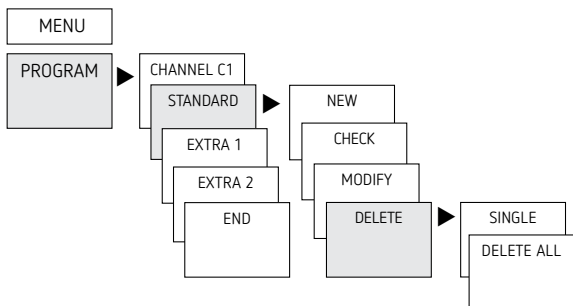 MENU
PROGRAM
CHANNEL C1
STANDARD
EXTRA 1
EXTRA 2
END
NEW
CHECK
MODIFY
DELETE
SINGLE
DELETE ALL